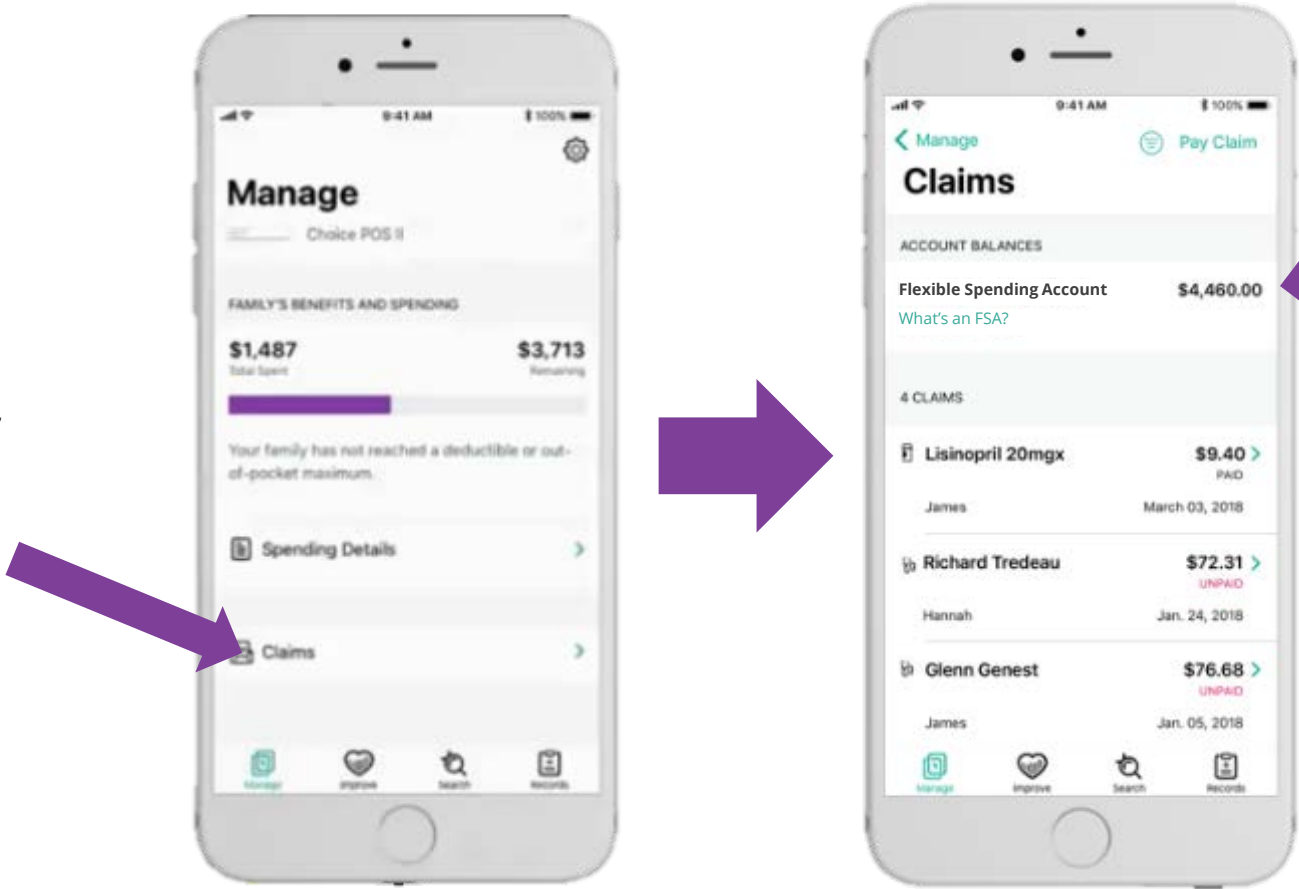 9:41 AM
100%
Manage
Choice POS II
FAMILY'S BENEFITS AND SPENDING
$1,487
$3,713
Total Spent
Remaining
Your family has not reached a deductible or out-
of-pocket maximum.
Spending Details
Claims
Manage
Improve
Search
Records
9:41 AM
100%
Manage
Pay Claim
Claims
ACCOUNT BALANCES
Flexible Spending Account
$4,460.00
What's an FSA?
4 CLAIMS
Lisinopril 20mgx
$9.40
PAID
James
March 03, 2018
Richard Tredeau
$72.31
UNPAID
Hannah
Jan. 24, 2018
Glenn Genest
$76.68
UNPAID
James
Jan. 05, 2018
Manage
Improve
Search
Records